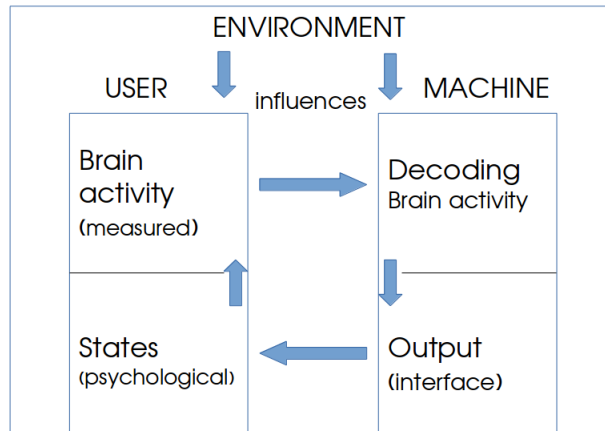 ENVIRONMENT
USER
influences
MACHINE
Brain
activity
(measured)
Decoding
Brain activity
States
(psychological)
Output
(interface)